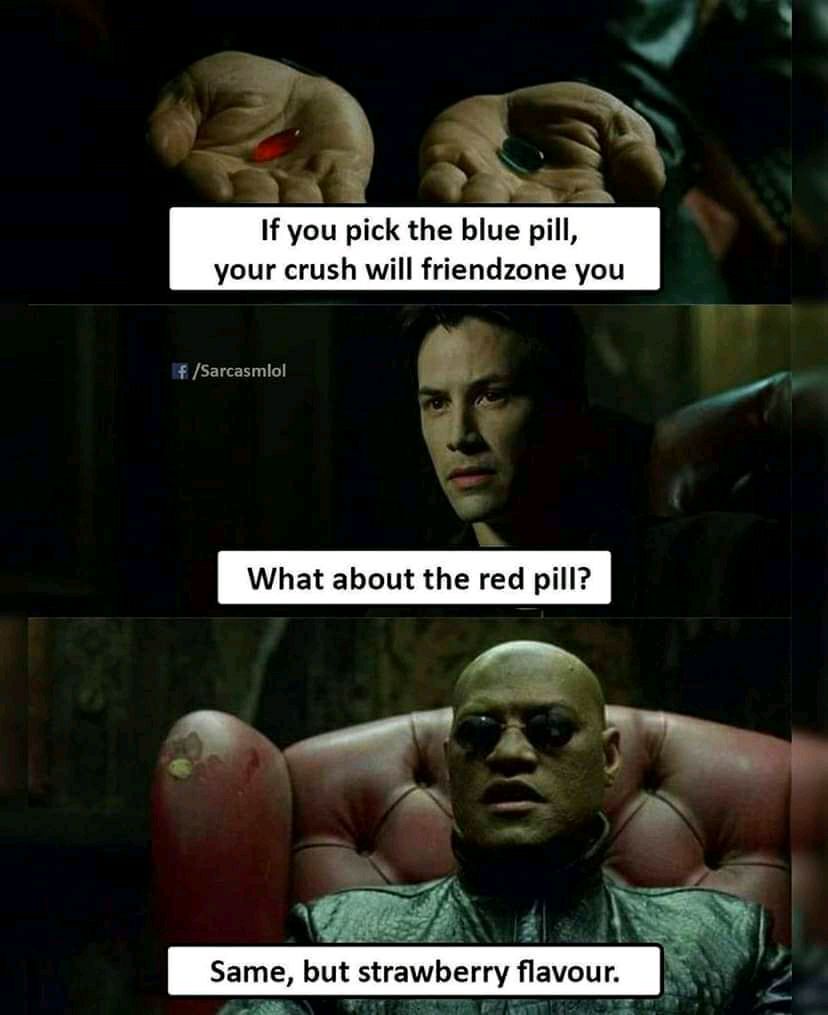 If you pick the blue pill,
your crush will friendzone you
f /Sarcasmlol
What about the red pill?
Same, but strawberry flavour.